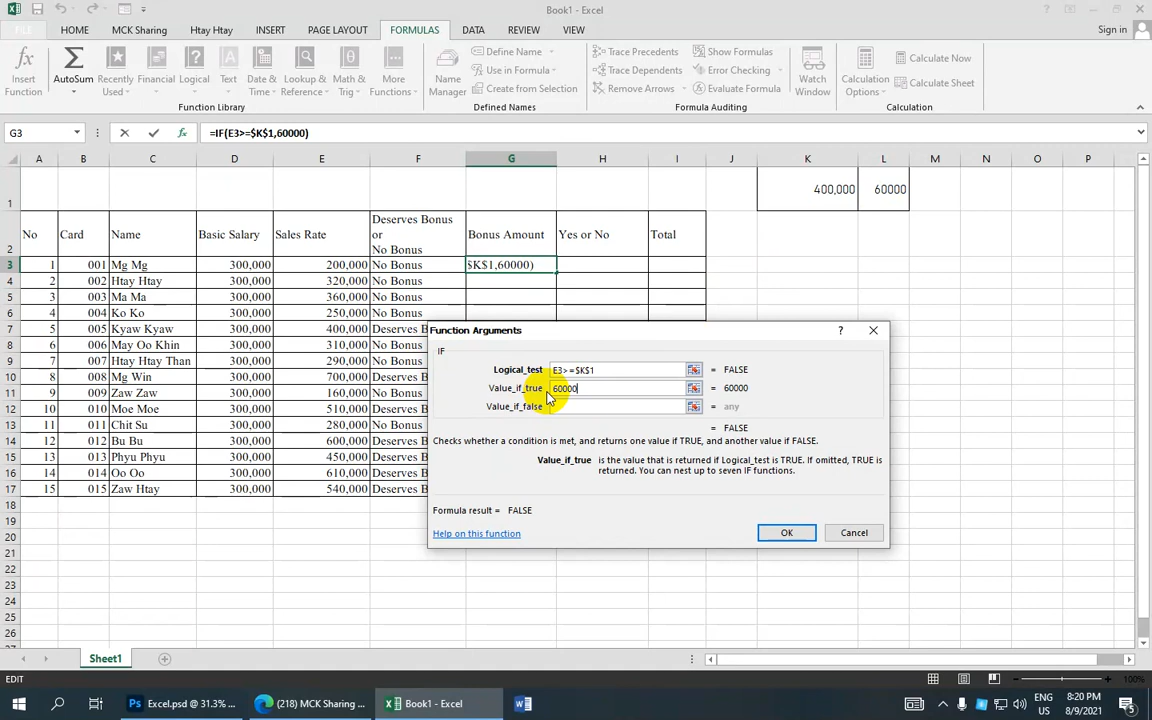 Book1 - Excel
FILE HOME MCK Sharing Htay Htay INSERT PAGE LAYOUT FORMULAS DATA REVIEW VIEW Sign in
Insert Function
AutoSum
Recently Used
Financial
Logical
Text
Date & Time
Lookup & Reference
Math & Trig
More Functions
Function Library
Name Manager
Define Name
Use in Formula
Create from Selection
Defined Names
Trace Precedents
Trace Dependents
Remove Arrows
Show Formulas
Error Checking
Evaluate Formula
Formula Auditing
Watch Window
Calculation Options
Calculate Now
Calculate Sheet
Calculation
G3 =IF(E3>=$K$1,60000)
A B C D E F G H I J K L M N O P
1 400,000 60000
2 No Card Name Basic Salary Sales Rate Deserves Bonus or No Bonus Bonus Amount Yes or No Total
3 1 001 Mg Mg 300,000 200,000 No Bonus $K$1,60000)
4 2 002 Htay Htay 300,000 320,000 No Bonus
5 3 003 Ma Ma 300,000 360,000 No Bonus
6 4 004 Ko Ko 300,000 250,000 No Bonus
7 5 005 Kyaw Kyaw 300,000 400,000 Deserves B
8 6 006 May Oo Khin 300,000 310,000 No Bonus
9 7 007 Htay Htay Than 300,000 290,000 No Bonus
10 8 008 Mg Win 300,000 700,000 Deserves B
11 9 009 Zaw Zaw 300,000 160,000 No Bonus
12 10 010 Moe Moe 300,000 510,000 Deserves B
13 11 011 Chit Su 300,000 280,000 No Bonus
14 12 012 Bu Bu 300,000 600,000 Deserves B
15 13 013 Phyu Phyu 300,000 450,000 Deserves B
16 14 014 Oo Oo 300,000 610,000 Deserves B
17 15 015 Zaw Htay 300,000 540,000 Deserves B
18
19
20
21
22
23
24
25
26
27
Function Arguments
IF
Logical_test E3>=$K$1 = FALSE
Value_if_true 60000 = 60000
Value_if_false = any
= FALSE
Checks whether a condition is met, and returns one value if TRUE, and another value if FALSE.
Value_if_true is the value that is returned if Logical_test is TRUE. If omitted, TRUE is
returned. You can nest up to seven IF functions.
Formula result = FALSE
Help on this function
OK Cancel
Sheet1
EDIT 100%
Excel.psd @ 31.3% ...
(218) MCK Sharing ...
Book1 - Excel
ENG US
8:20 PM
8/9/2021
5